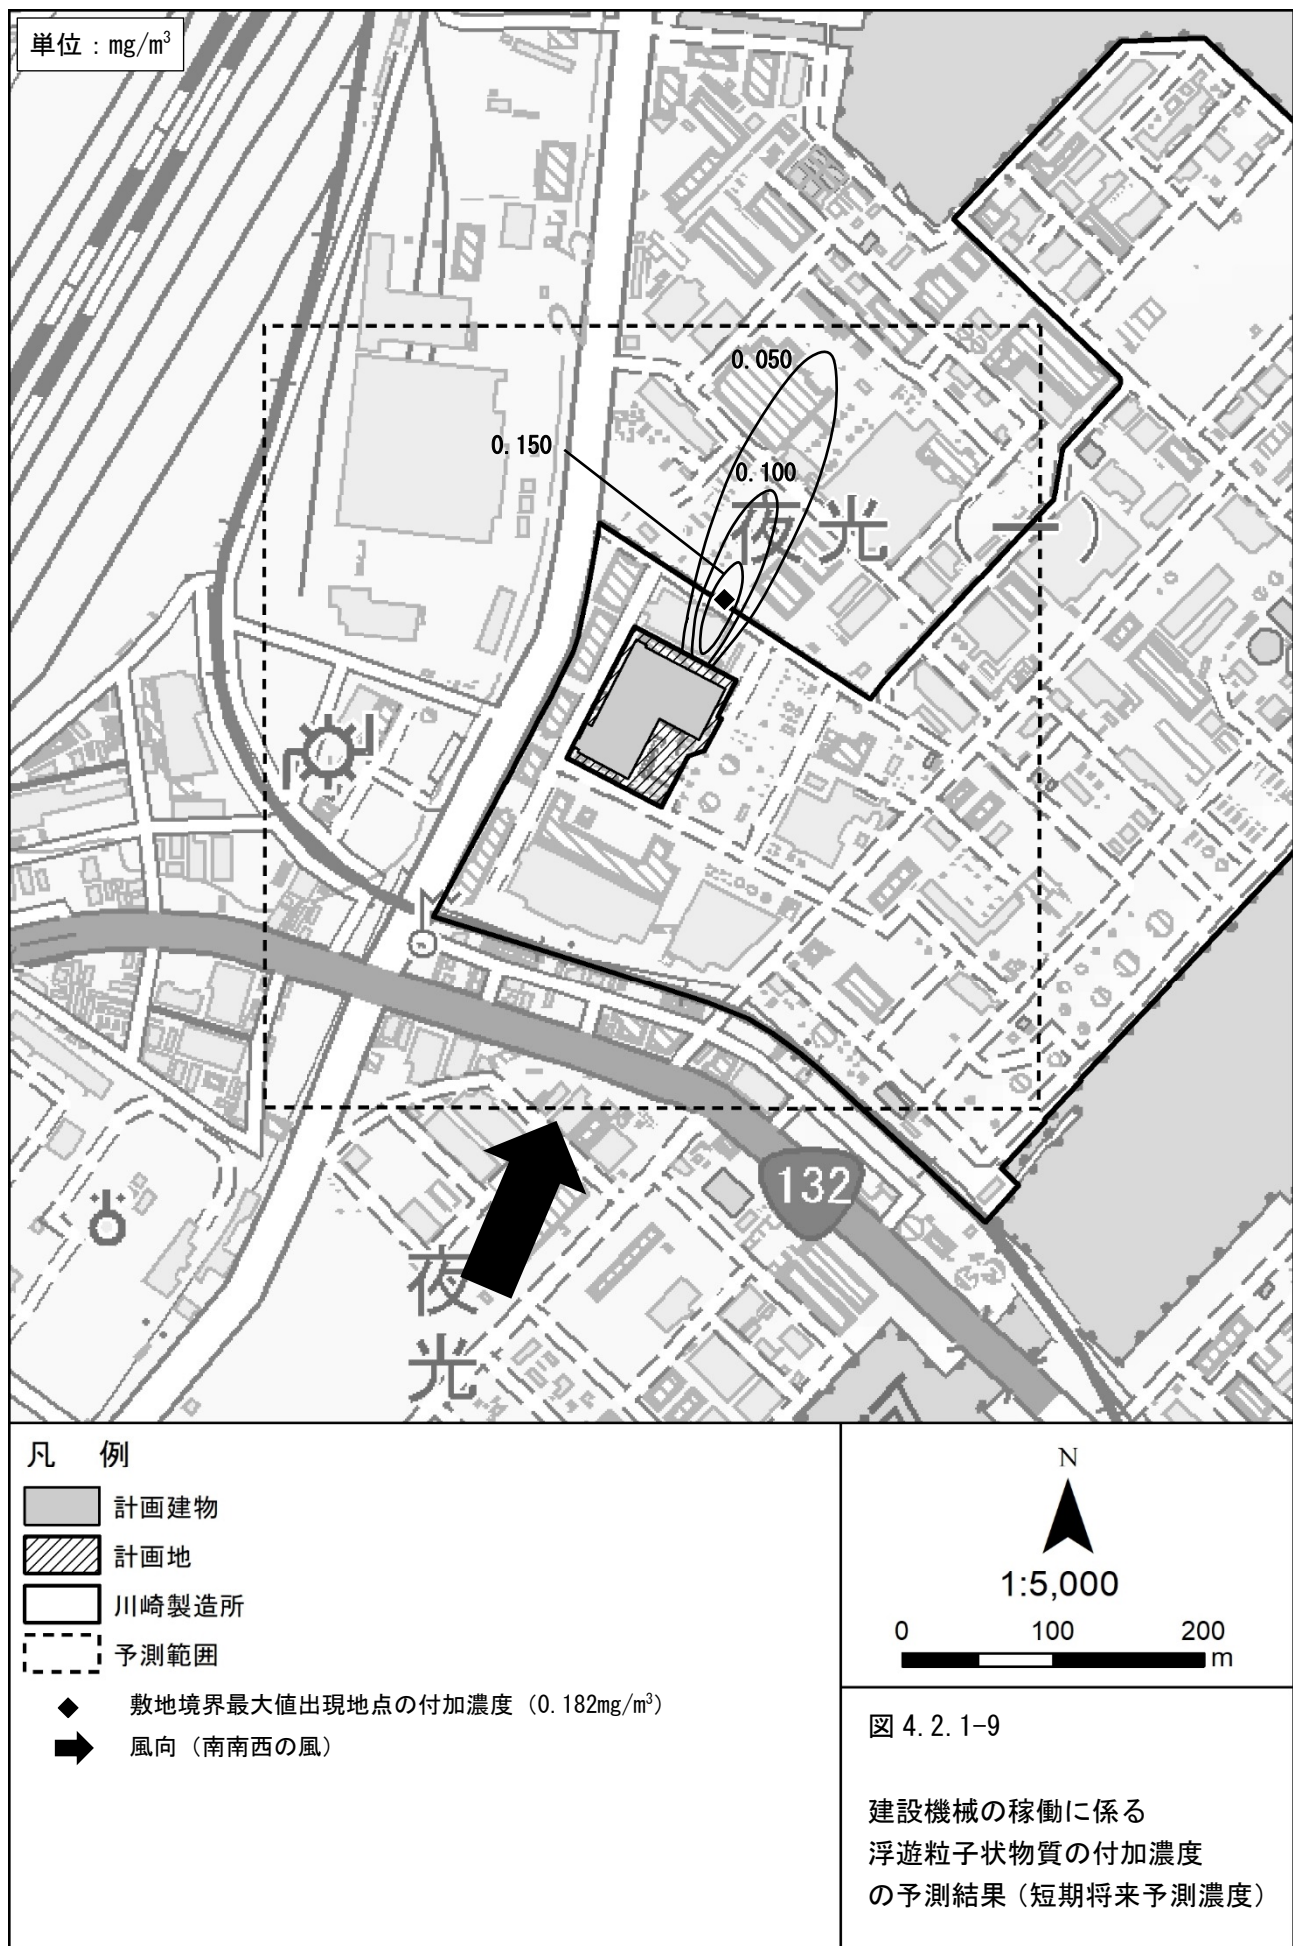 単位：mg/m³
2 5
0.050
0.150
0.100
夜光（一）
132
夜
光
凡　例
計画建物
計画地
川崎製造所
予測範囲
敷地境界最大値出現地点の付加濃度（0.182mg/m³）
風向（南南西の風）
N
1:5,000
0 100 200
m
図 4.2.1-9
建設機械の稼働に係る
浮遊粒子状物質の付加濃度
の予測結果（短期将来予測濃度）